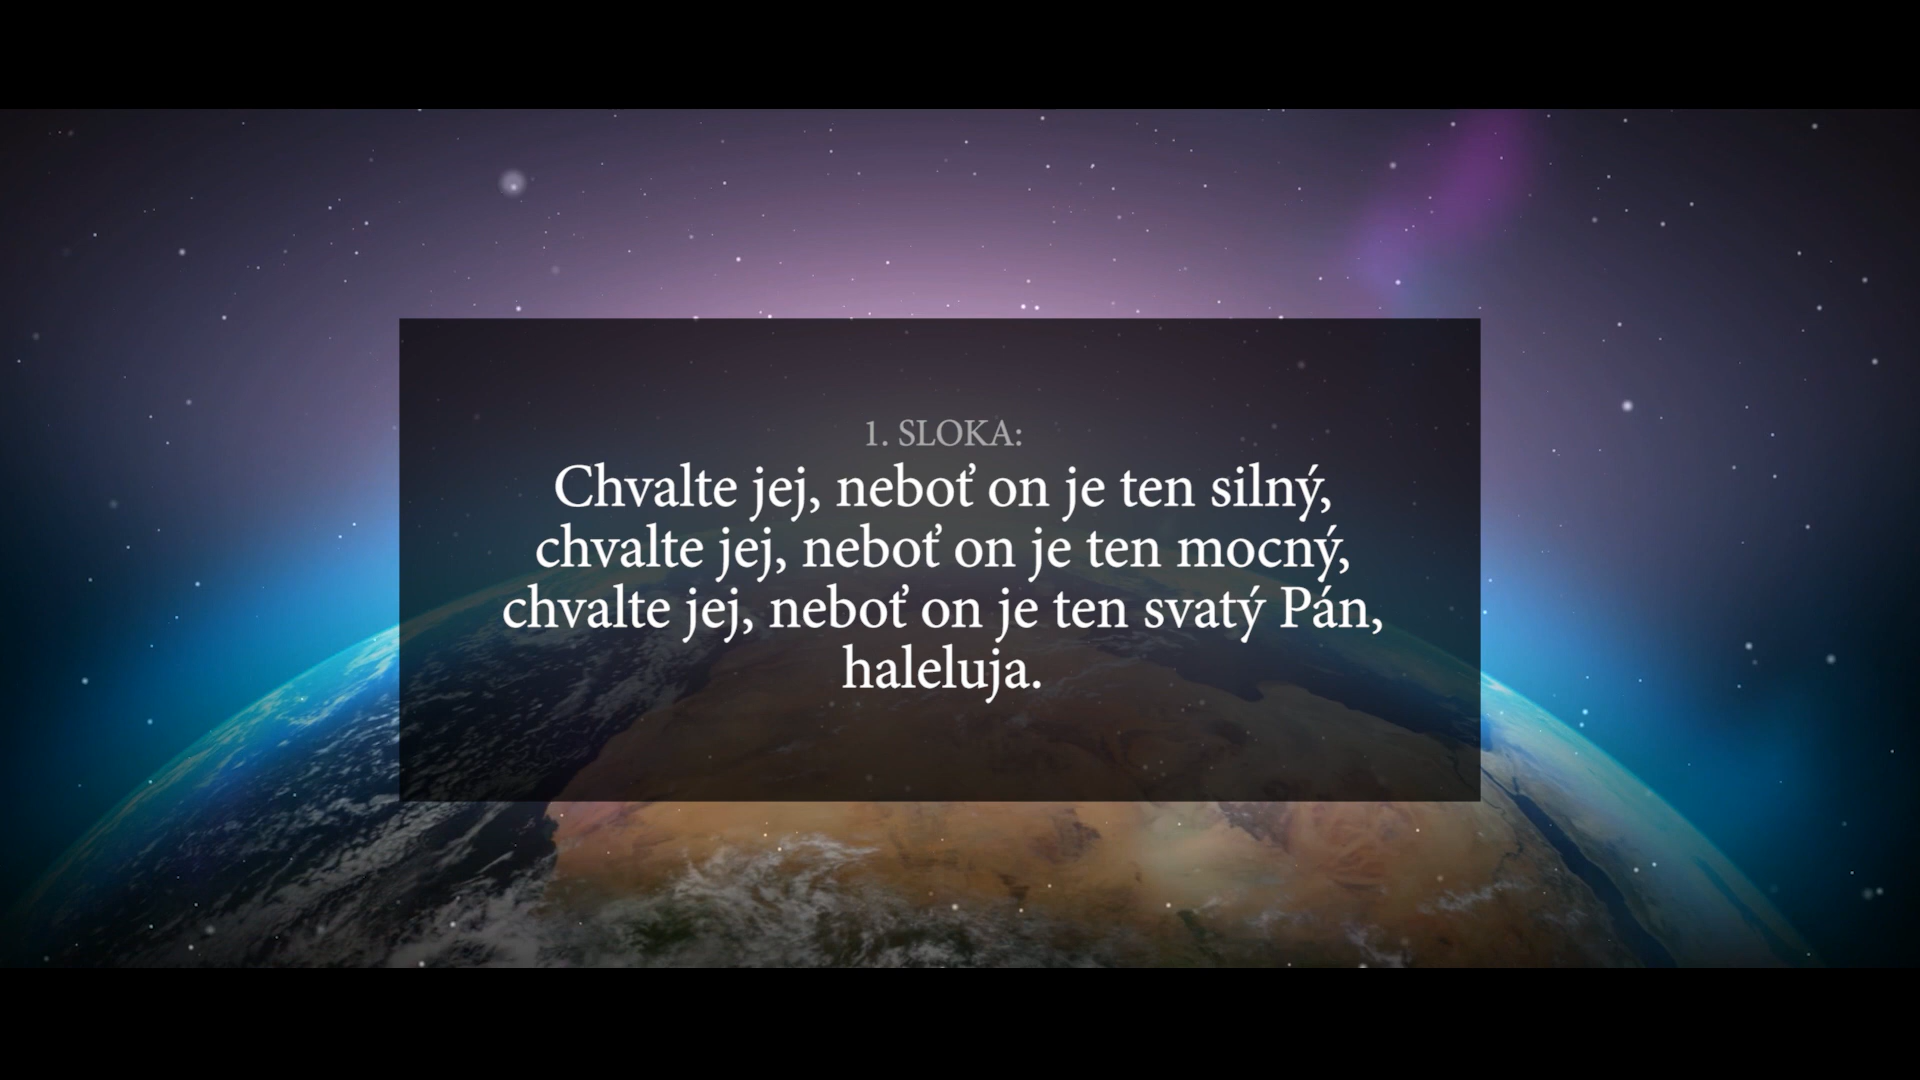 1. SLOKA:
Chvalte jej, neboť on je ten silný,
chvalte jej, neboť on je ten mocný,
chvalte jej, neboť on je ten svatý Pán,
haleluja.